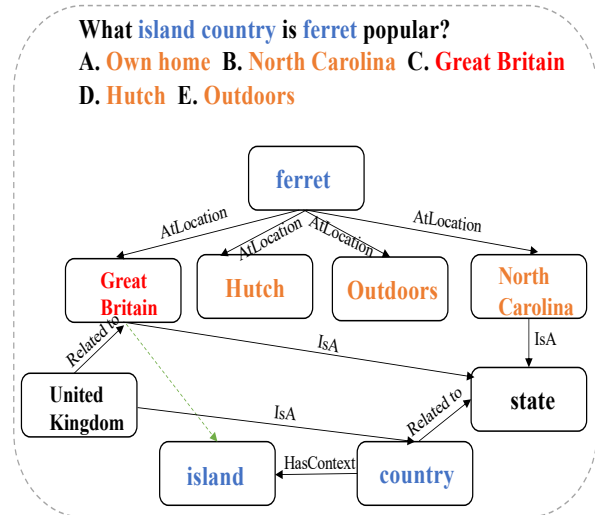 What island country is ferret popular?
A. Own home B. North Carolina C. Great Britain
D. Hutch E. Outdoors
ferret
AtLocation
AtLocation
AtLocation
AtLocation
Great
Britain
Hutch
Outdoors
North
Carolina
Related to
IsA
IsA
United
Kingdom
IsA
Related to
state
island
HasContext
country